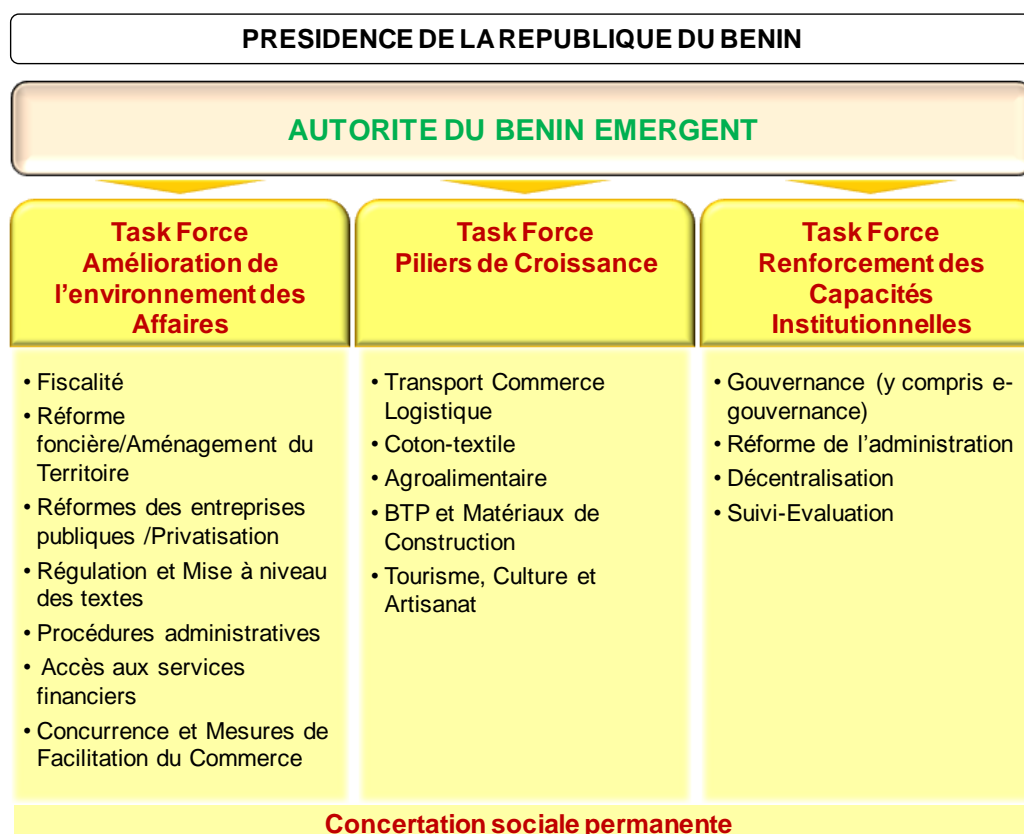 PRESIDENCE DE LA REPUBLIQUE DU BENIN
AUTORITE DU BENIN EMERGENT
Task Force
Amélioration de
l’environnement des
Affaires
• Fiscalité
• Réforme
foncière/Aménagement du
Territoire
• Réformes des entreprises
publiques /Privatisation
• Régulation et Mise à niveau
des textes
• Procédures administratives
• Accès aux services
financiers
• Concurrence et Mesures de
Facilitation du Commerce
Task Force
Piliers de Croissance
• Transport Commerce
Logistique
• Coton-textile
• Agroalimentaire
• BTP et Matériaux de
Construction
• Tourisme, Culture et
Artisanat
Task Force
Renforcement des
Capacités
Institutionnelles
• Gouvernance (y compris e-
gouvernance)
• Réforme de l’administration
• Décentralisation
• Suivi-Evaluation
Concertation sociale permanente